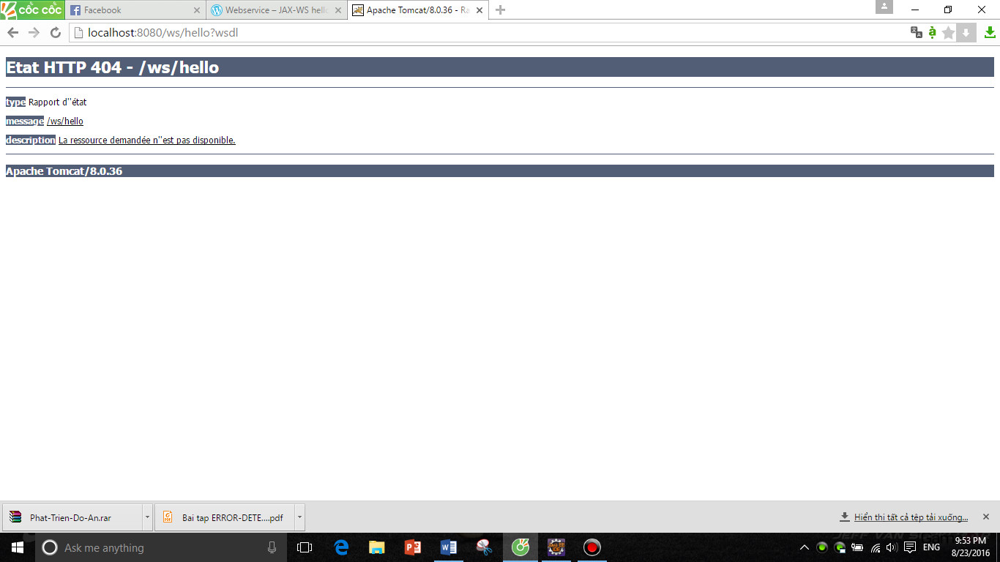 cốc cốc
Facebook
Webservice – JAX-WS hell
Apache Tomcat/8.0.36 - Ra
localhost:8080/ws/hello?wsdl
Etat HTTP 404 - /ws/hello
type Rapport d''état
message /ws/hello
description La ressource demandée n''est pas disponible.
Apache Tomcat/8.0.36
Phat-Trien-Do-An.rar
Bai tap ERROR-DETE....pdf
Hiển thị tất cả tệp tải xuống...
Ask me anything
ENG
9:53 PM
8/23/2016